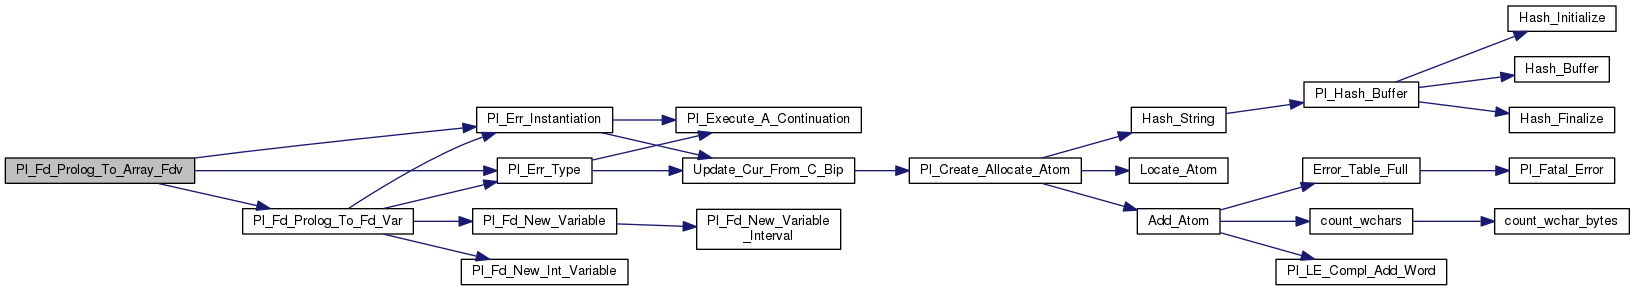 Pl_Fd_Prolog_To_Array_Fdv
Pl_Err_Instantiation
Pl_Err_Type
Pl_Fd_Prolog_To_Fd_Var
Pl_Fd_New_Variable
Pl_Fd_New_Int_Variable
Pl_Execute_A_Continuation
Update_Cur_From_C_Bip
Pl_Fd_New_Variable
_Interval
Pl_Create_Allocate_Atom
Hash_String
Locate_Atom
Add_Atom
Pl_Hash_Buffer
Error_Table_Full
count_wchars
Pl_LE_Compl_Add_Word
Hash_Initialize
Hash_Buffer
Hash_Finalize
Pl_Fatal_Error
count_wchar_bytes